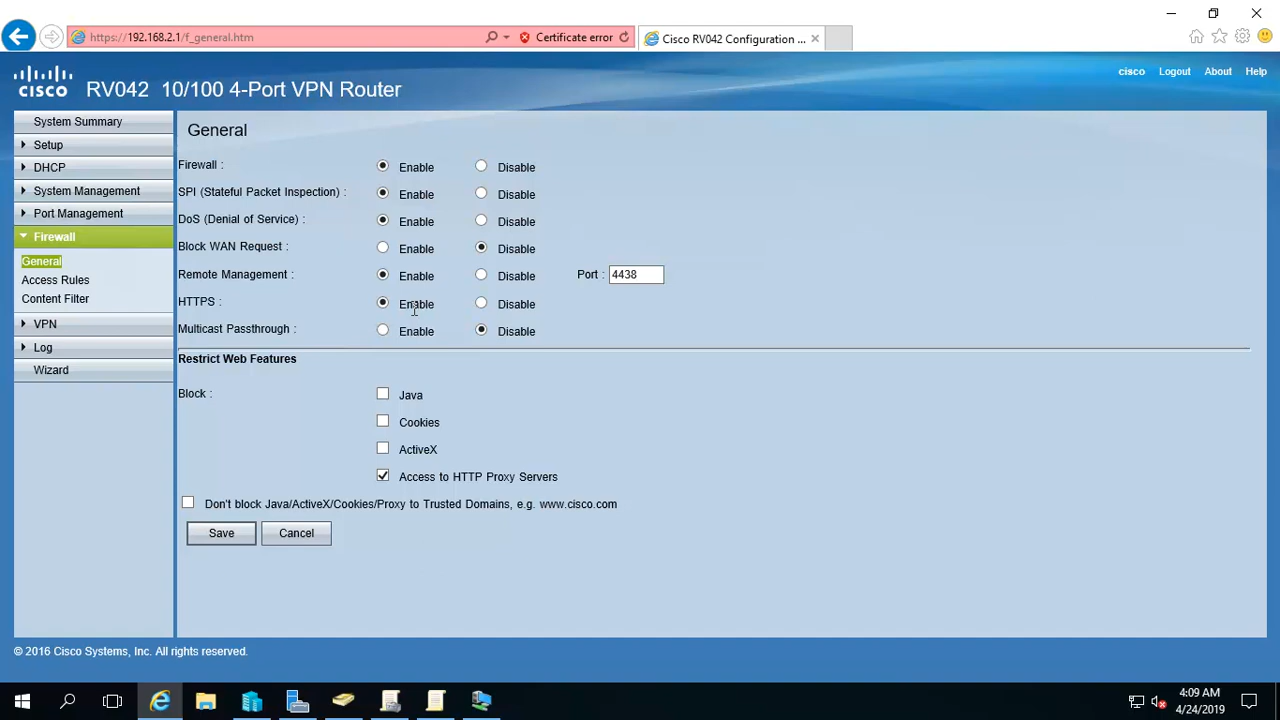 https://192.168.2.1/f_general.htm
Certificate error
Cisco RV042 Configuration ...
cisco
RV042 10/100 4-Port VPN Router
cisco Logout About Help
System Summary
Setup
DHCP
System Management
Port Management
Firewall
General
Access Rules
Content Filter
VPN
Log
Wizard
General
Firewall : Enable Disable
SPI (Stateful Packet Inspection) : Enable Disable
DoS (Denial of Service) : Enable Disable
Block WAN Request : Enable Disable
Remote Management : Enable Disable Port : 4438
HTTPS : Enable Disable
Multicast Passthrough : Enable Disable
Restrict Web Features
Block : Java
Cookies
ActiveX
Access to HTTP Proxy Servers
Don't block Java/ActiveX/Cookies/Proxy to Trusted Domains, e.g. www.cisco.com
Save Cancel
© 2016 Cisco Systems, Inc. All rights reserved.
4:09 AM
4/24/2019